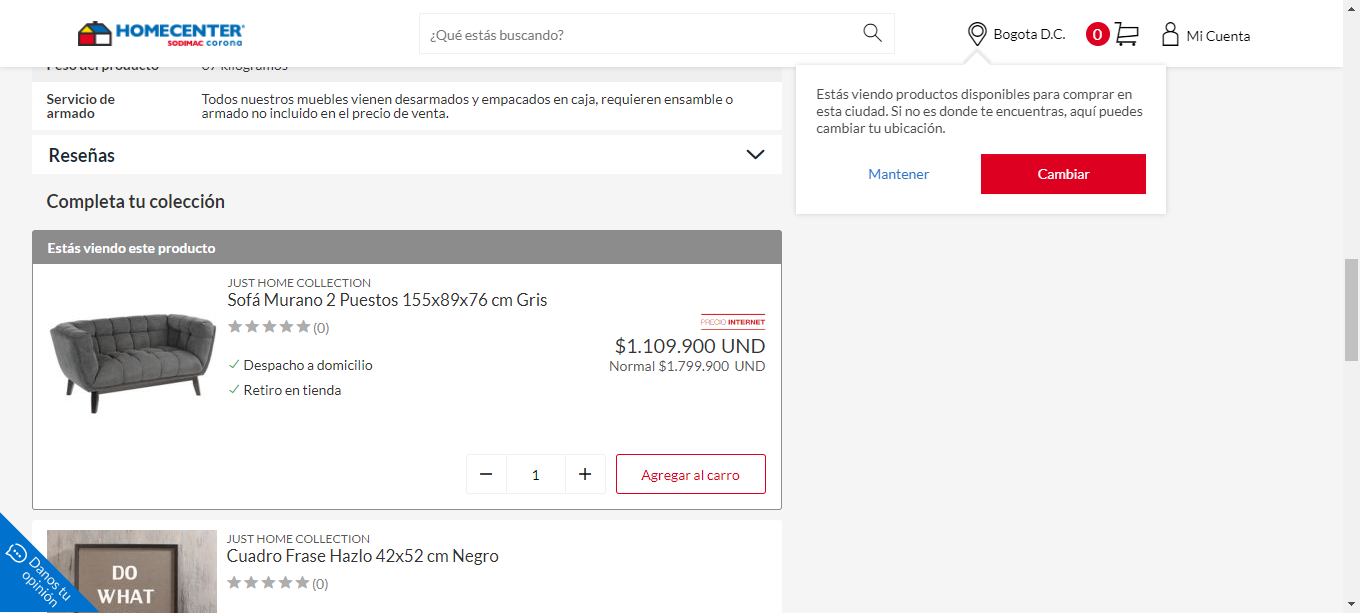 HOMECENTER
SODIMAC corona
¿Qué estás buscando?
Bogota D.C.
0
Mi Cuenta
Estás viendo productos disponibles para comprar en
esta ciudad. Si no es donde te encuentras, aquí puedes
cambiar tu ubicación.
Mantener
Cambiar
Peso del producto
kilogramos
Servicio de
armado
Todos nuestros muebles vienen desarmados y empacados en caja, requieren ensamble o
armado no incluido en el precio de venta.
Reseñas
Completa tu colección
Estás viendo este producto
JUST HOME COLLECTION
Sofá Murano 2 Puestos 155x89x76 cm Gris
(0)
Despacho a domicilio
Retiro en tienda
PRECIO INTERNET
$1.109.900 UND
Normal $1.799.900 UND
1
Agregar al carro
JUST HOME COLLECTION
Cuadro Frase Hazlo 42x52 cm Negro
(0)
DO
WHAT
Danos tu
opinión